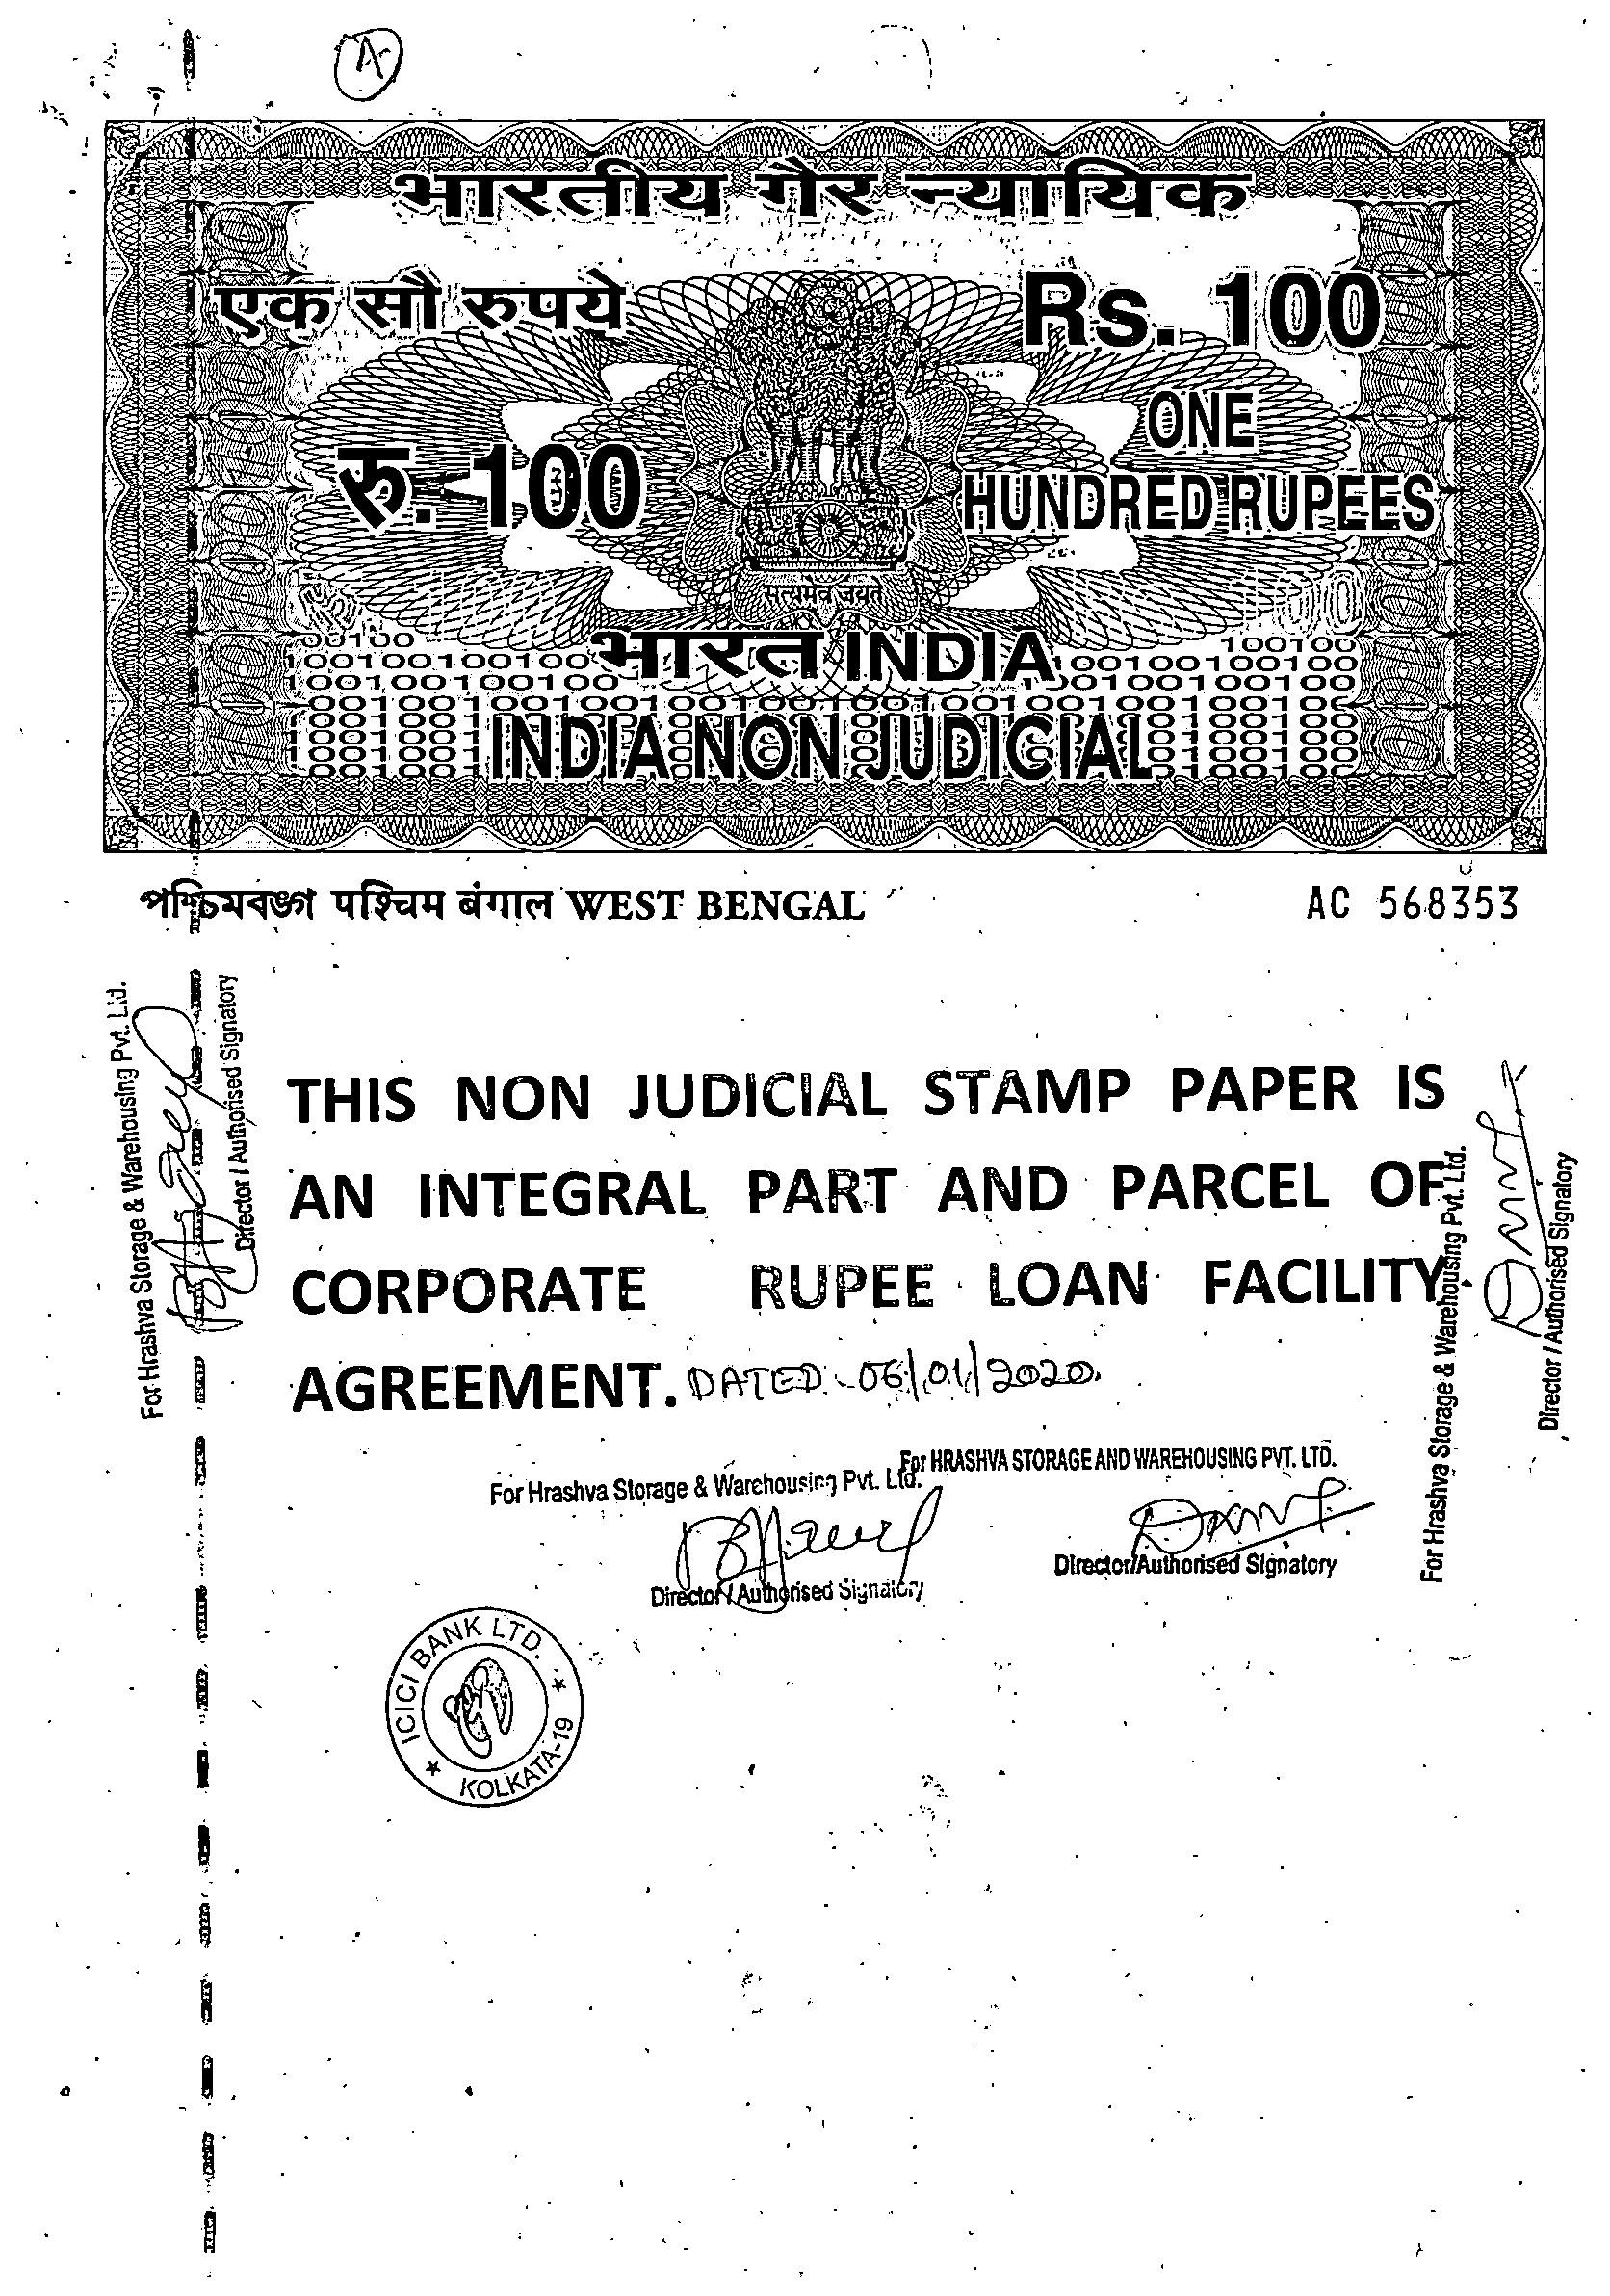 A
भारतीय गैर न्यायिक
एक सौ रुपये
Rs. 100
रु. 100
ONE
HUNDRED RUPEES
सत्यमेव जयते
भारत INDIA
INDIA NON JUDICIAL
পশ্চিমবঙ্গ पश्चिम बंगाल WEST BENGAL
AC 568353
For Hrashva Storage & Warehousing Pvt. Ltd.
Director / Authorised Signatory
THIS NON JUDICIAL STAMP PAPER IS
AN INTEGRAL PART AND PARCEL OF
CORPORATE RUPEE LOAN FACILITY
AGREEMENT. DATED - 06/01/2020.
For Hrashva Storage & Warehousing Pvt. Ltd.
Director / Authorised Signatory
For Hrashva Storage & Warehousing Pvt. Ltd.
Director / Authorised Signatory
For HRASHVA STORAGE AND WAREHOUSING PVT. LTD.
Director/Authorised Signatory
ICICI BANK LTD.
KOLKATA-19